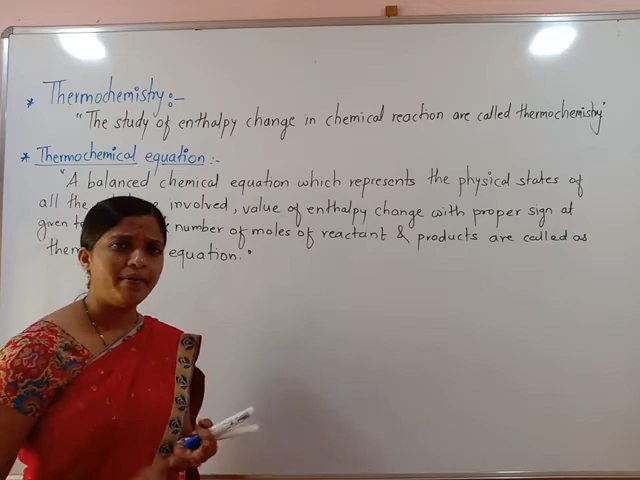 * Thermochemistry :-
"The study of enthalpy change in chemical reaction are called thermochemistry"
* Thermochemical equation :-
"A balanced chemical equation which represents the physical states of
all the involved, value of enthalpy change with proper sign at
given number of moles of reactant & products are called as
equation."